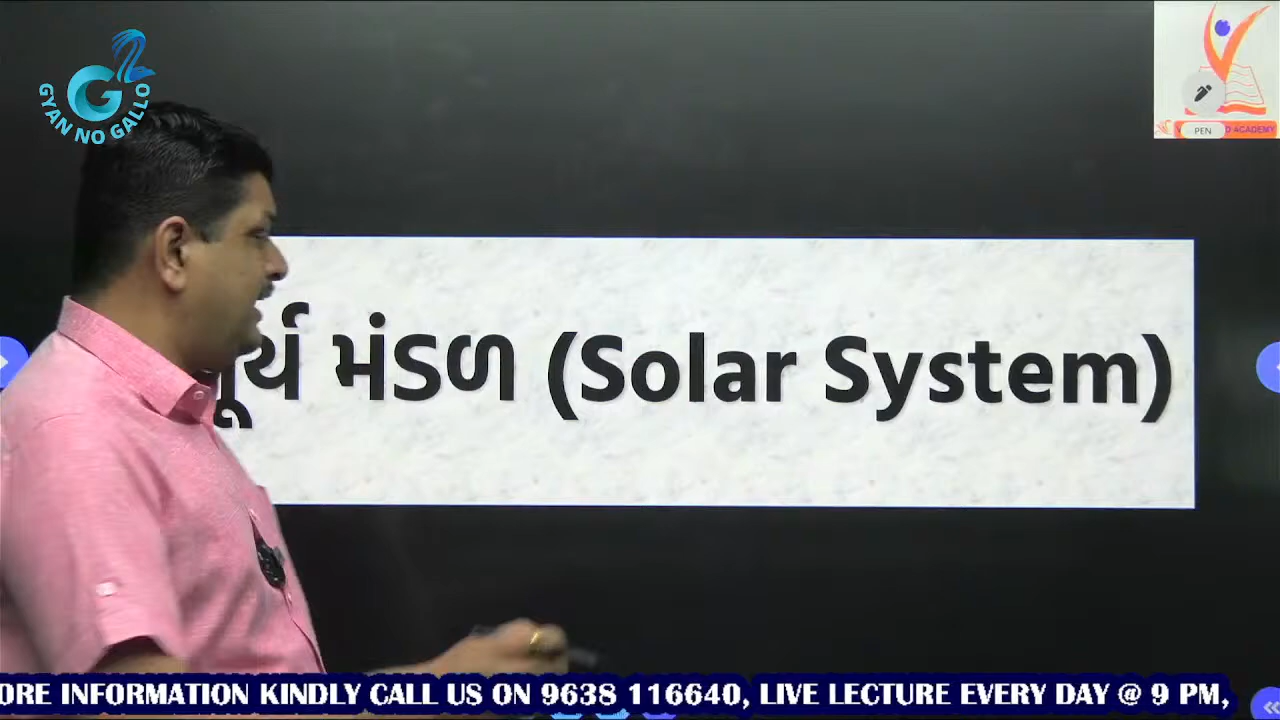 GYAN NO GALLO
PEN
ACADEMY
મંડળ (Solar System)
ORE INFORMATION KINDLY CALL US ON 9638 116640, LIVE LECTURE EVERY DAY @ 9 PM,